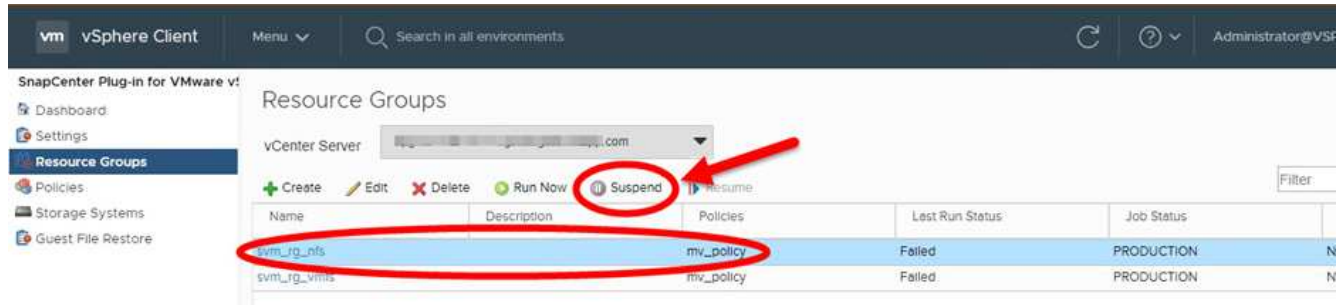 vm vSphere Client Menu Search in all environments Administrator@VSP
SnapCenter Plug-in for VMware vS
Resource Groups
Dashboard
Settings
vCenter Server .com
Resource Groups
Policies
Create Edit Delete Run Now Suspend Resume Filter
Storage Systems
Name Description Policies Last Run Status Job Status
Guest File Restore
svm_rg_nfs mv_policy Failed PRODUCTION N
svm_rg_vmfs mv_policy Failed PRODUCTION N